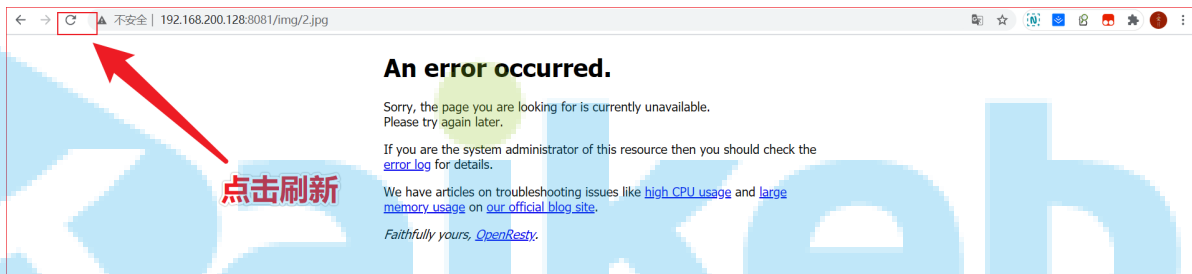 不安全 | 192.168.200.128:8081/img/2.jpg
An error occurred.
Sorry, the page you are looking for is currently unavailable.
Please try again later.
If you are the system administrator of this resource then you should check the
error log for details.
We have articles on troubleshooting issues like high CPU usage and large
memory usage on our official blog site.
Faithfully yours, OpenResty.
点击刷新